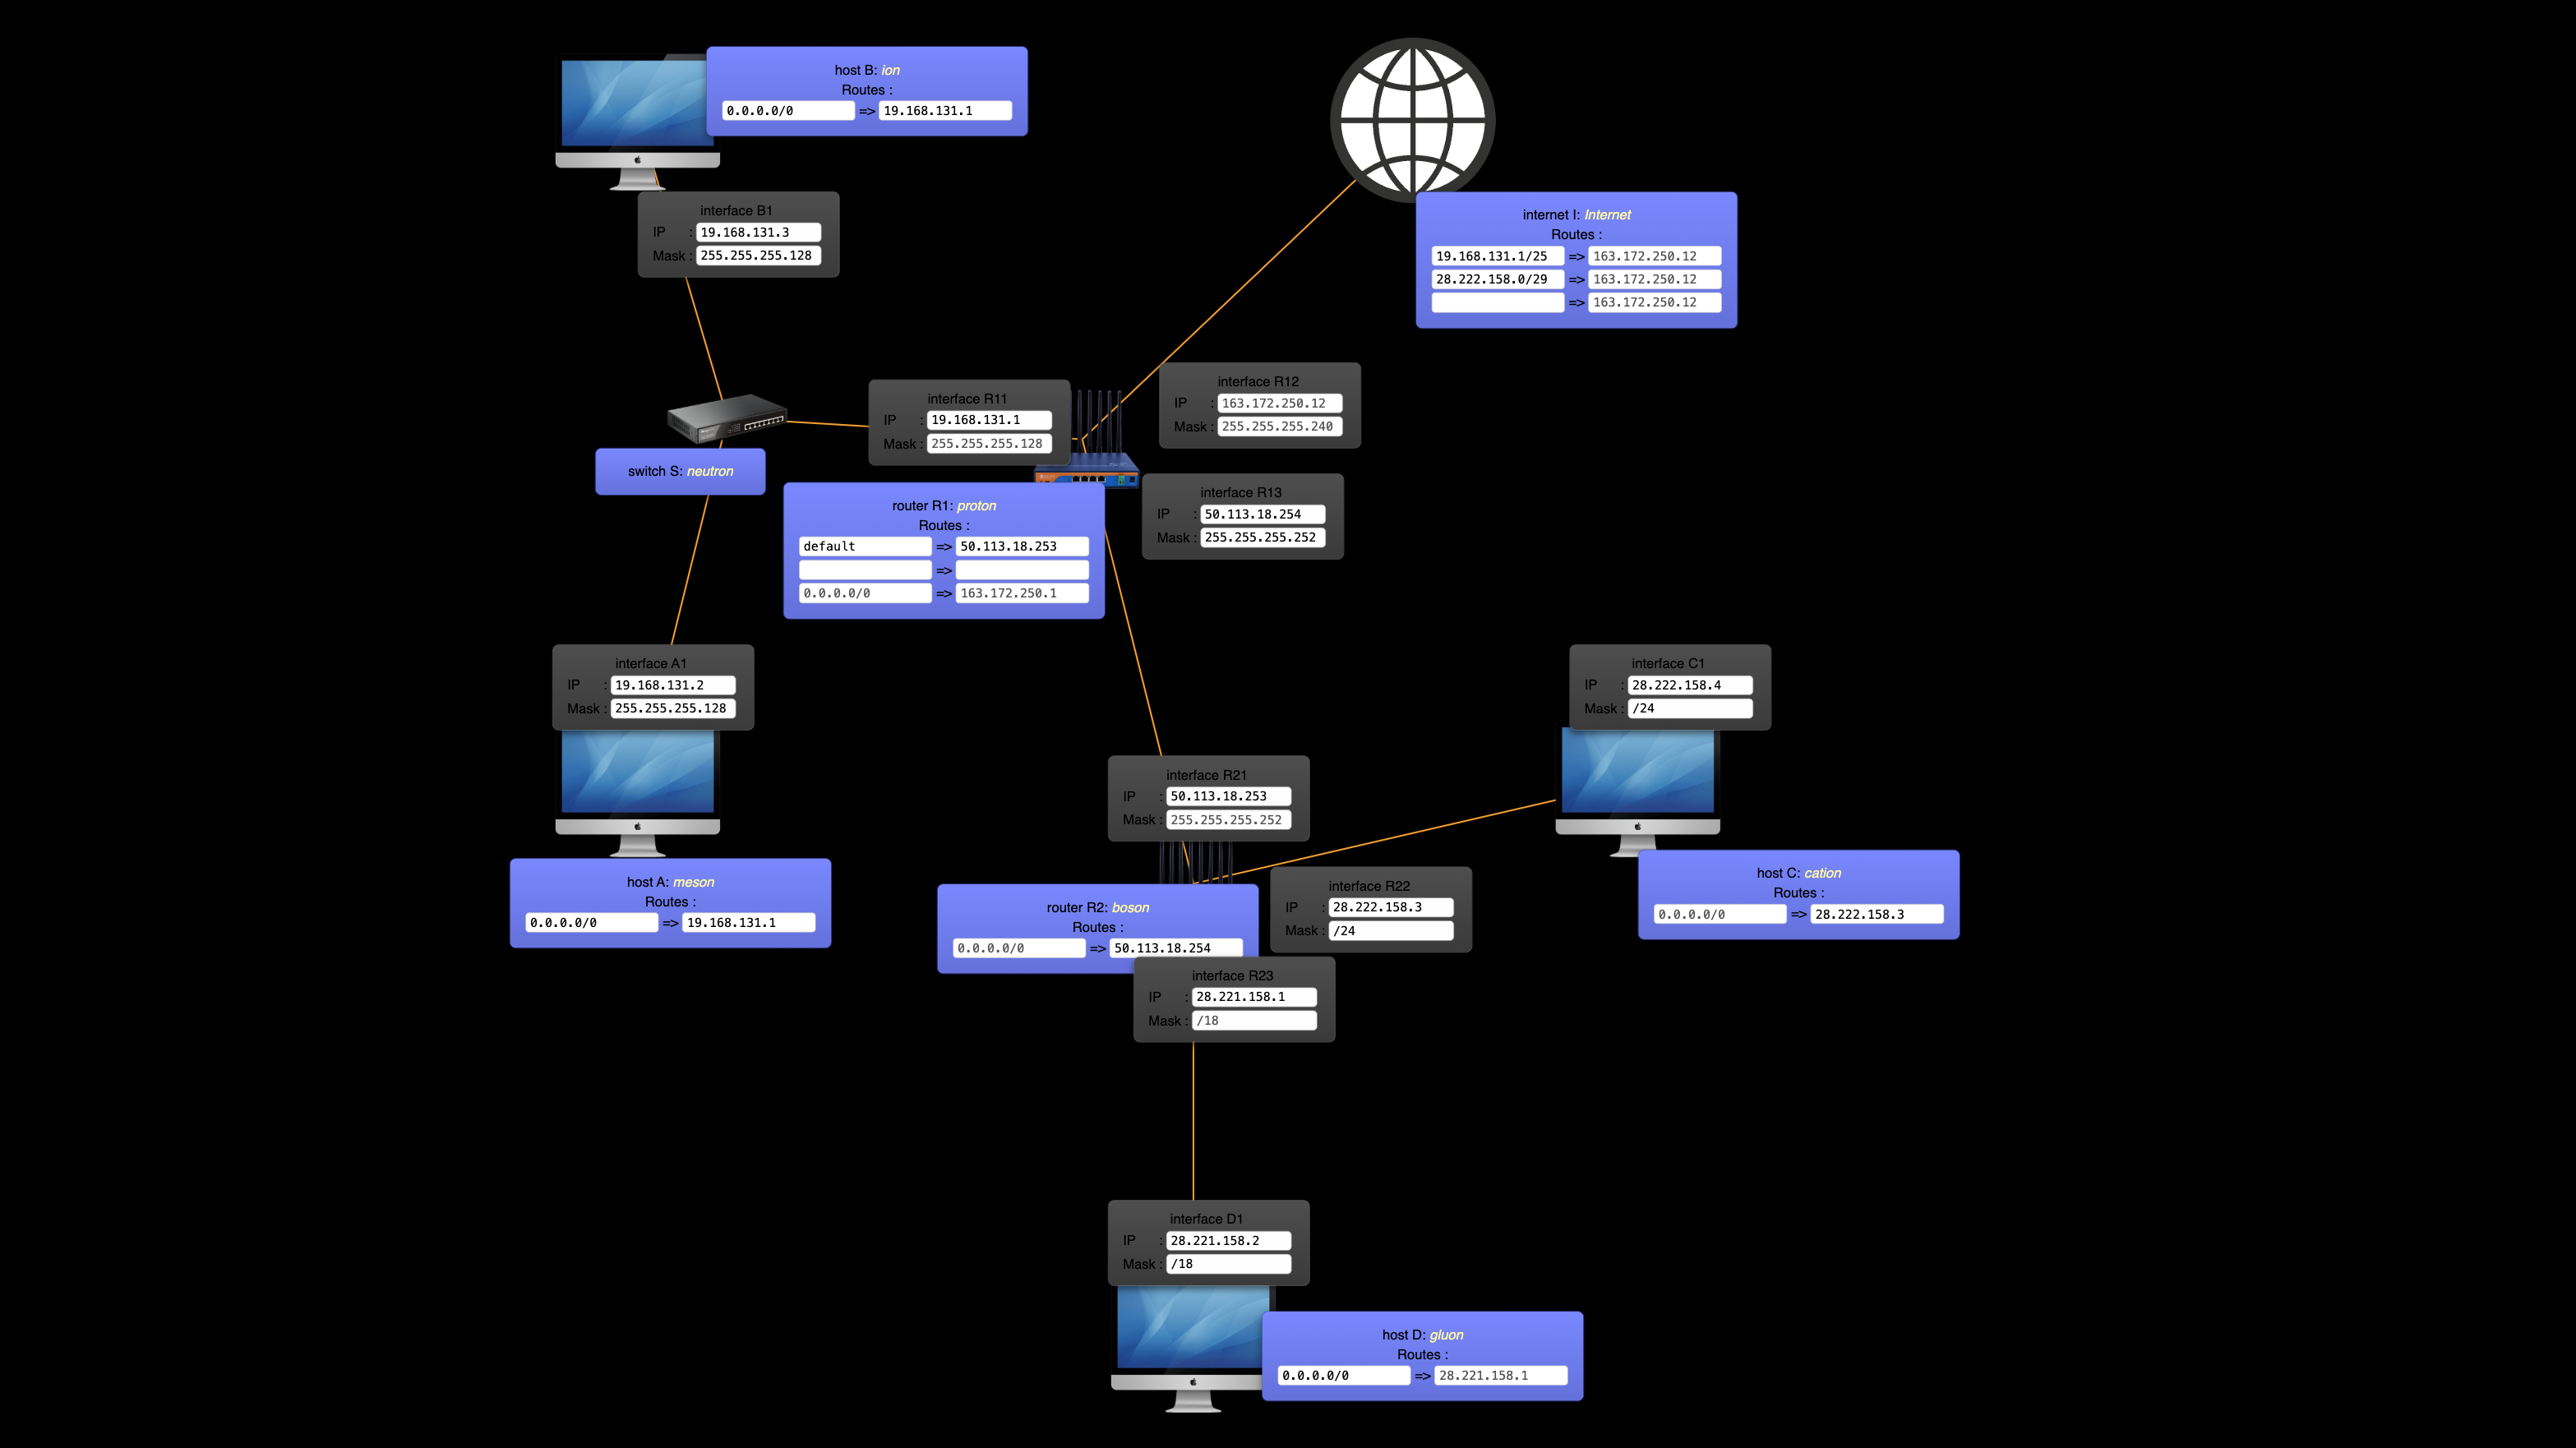 host B: ion
Routes :
0.0.0.0/0 => 19.168.131.1
interface B1
IP : 19.168.131.3
Mask : 255.255.255.128
internet I: Internet
Routes :
19.168.131.1/25 => 163.172.250.12
28.222.158.0/29 => 163.172.250.12
=> 163.172.250.12
interface R11
IP : 19.168.131.1
Mask : 255.255.255.128
interface R12
IP : 163.172.250.12
Mask : 255.255.255.240
switch S: neutron
interface R13
IP : 50.113.18.254
Mask : 255.255.255.252
router R1: proton
Routes :
default => 50.113.18.253
=>
0.0.0.0/0 => 163.172.250.1
interface A1
IP : 19.168.131.2
Mask : 255.255.255.128
interface C1
IP : 28.222.158.4
Mask : /24
interface R21
IP : 50.113.18.253
Mask : 255.255.255.252
host A: meson
Routes :
0.0.0.0/0 => 19.168.131.1
router R2: boson
Routes :
0.0.0.0/0 => 50.113.18.254
interface R22
IP : 28.222.158.3
Mask : /24
host C: cation
Routes :
0.0.0.0/0 => 28.222.158.3
interface R23
IP : 28.221.158.1
Mask : /18
interface D1
IP : 28.221.158.2
Mask : /18
host D: gluon
Routes :
0.0.0.0/0 => 28.221.158.1